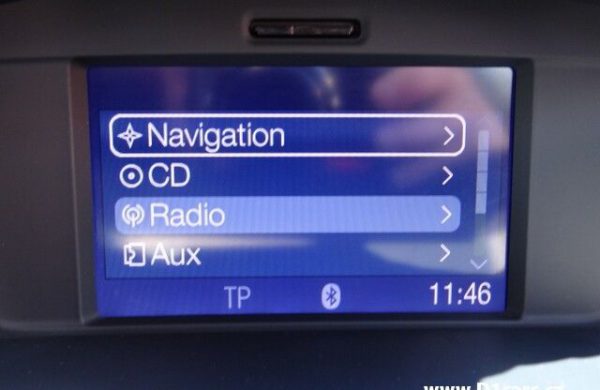 Navigation
CD
Radio
Aux
TP 11:46